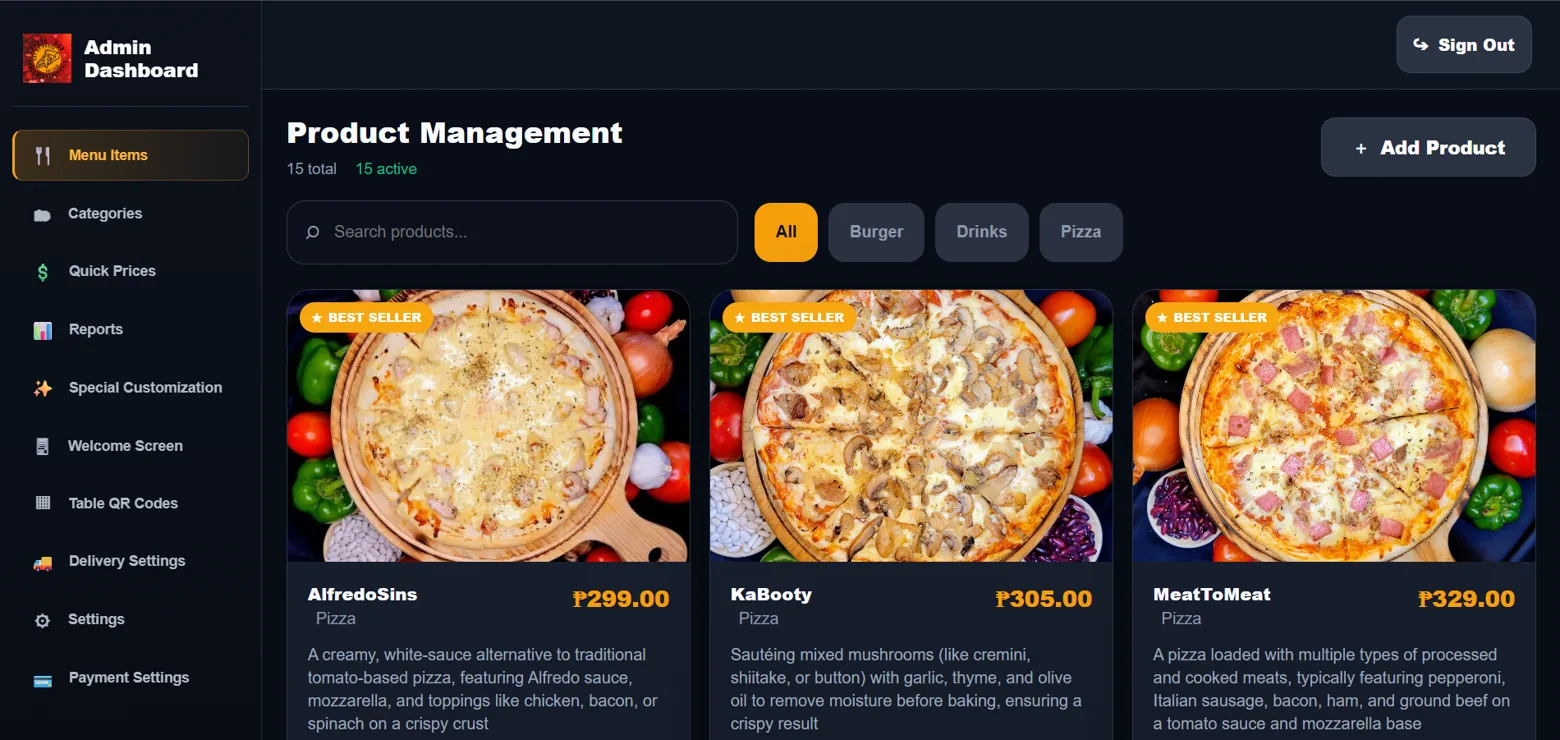 Admin
Dashboard
Sign Out
Menu Items
Categories
Quick Prices
Reports
Special Customization
Welcome Screen
Table QR Codes
Delivery Settings
Settings
Payment Settings
Product Management
15 total 15 active
+ Add Product
Search products...
All Burger Drinks Pizza
★ BEST SELLER
AlfredoSins ₱299.00
Pizza
A creamy, white-sauce alternative to traditional
tomato-based pizza, featuring Alfredo sauce,
mozzarella, and toppings like chicken, bacon, or
spinach on a crispy crust
★ BEST SELLER
KaBooty ₱305.00
Pizza
Sautéing mixed mushrooms (like cremini,
shiitake, or button) with garlic, thyme, and olive
oil to remove moisture before baking, ensuring a
crispy result
★ BEST SELLER
MeatToMeat ₱329.00
Pizza
A pizza loaded with multiple types of processed
and cooked meats, typically featuring pepperoni,
Italian sausage, bacon, ham, and ground beef on
a tomato sauce and mozzarella base